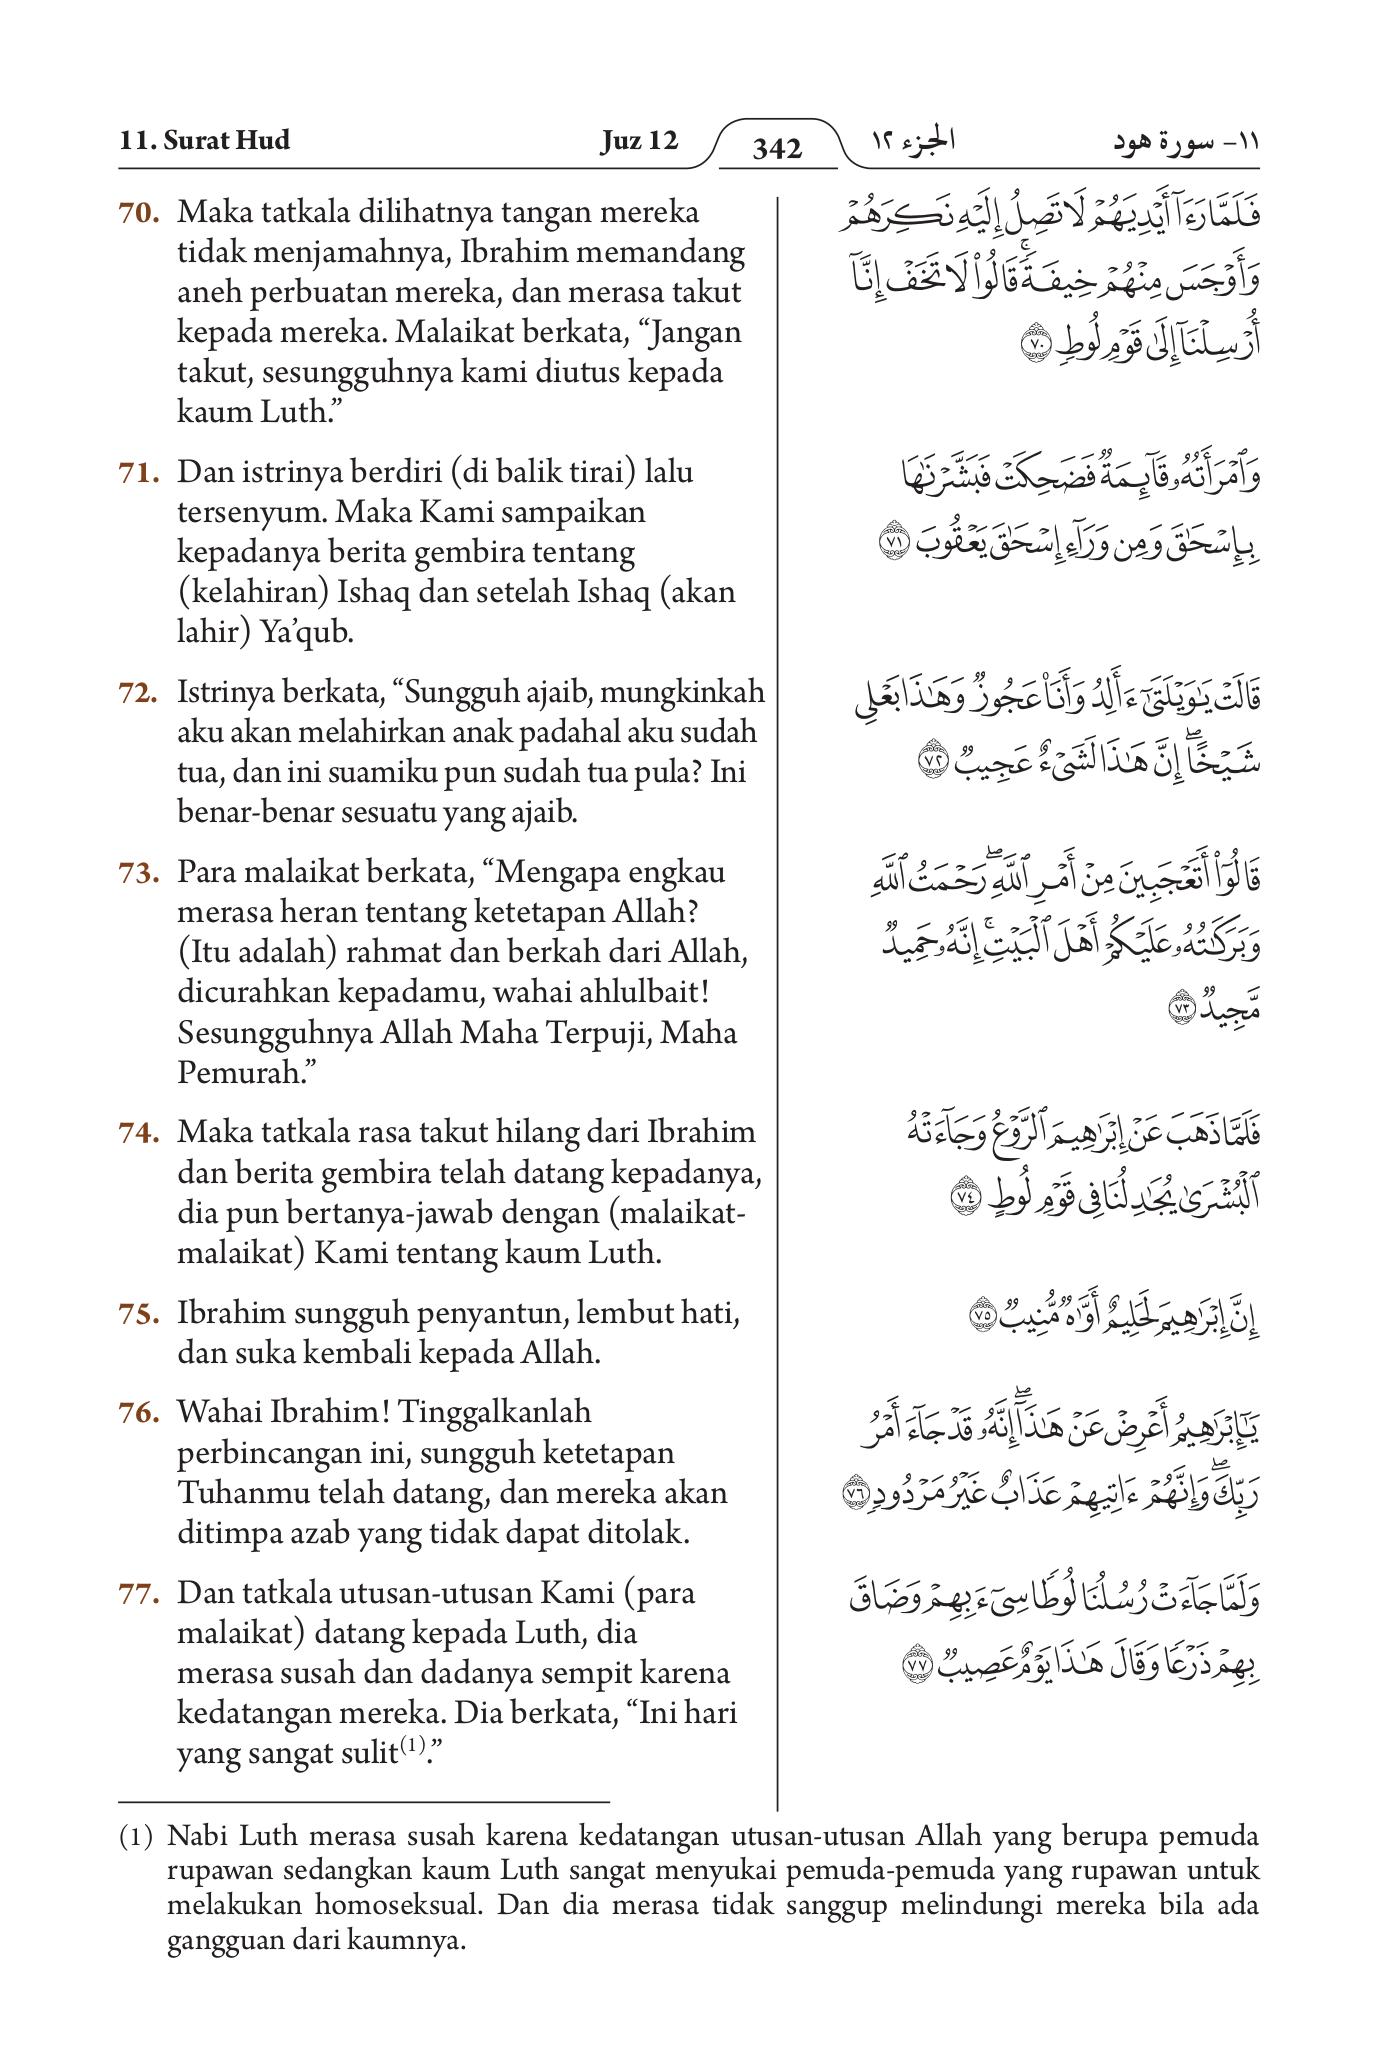 11. Surat Hud
Juz 12
342
الجزء ١٢
١١- سورة هود
70. Maka tatkala dilihatnya tangan mereka
tidak menjamahnya, Ibrahim memandang
aneh perbuatan mereka, dan merasa takut
kepada mereka. Malaikat berkata, “Jangan
takut, sesungguhnya kami diutus kepada
kaum Luth.”
71. Dan istrinya berdiri (di balik tirai) lalu
tersenyum. Maka Kami sampaikan
kepadanya berita gembira tentang
(kelahiran) Ishaq dan setelah Ishaq (akan
lahir) Ya’qub.
72. Istrinya berkata, “Sungguh ajaib, mungkinkah
aku akan melahirkan anak padahal aku sudah
tua, dan ini suamiku pun sudah tua pula? Ini
benar-benar sesuatu yang ajaib.
73. Para malaikat berkata, “Mengapa engkau
merasa heran tentang ketetapan Allah?
(Itu adalah) rahmat dan berkah dari Allah,
dicurahkan kepadamu, wahai ahlulbait!
Sesungguhnya Allah Maha Terpuji, Maha
Pemurah.”
74. Maka tatkala rasa takut hilang dari Ibrahim
dan berita gembira telah datang kepadanya,
dia pun bertanya-jawab dengan (malaikat-
malaikat) Kami tentang kaum Luth.
75. Ibrahim sungguh penyantun, lembut hati,
dan suka kembali kepada Allah.
76. Wahai Ibrahim! Tinggalkanlah
perbincangan ini, sungguh ketetapan
Tuhanmu telah datang, dan mereka akan
ditimpa azab yang tidak dapat ditolak.
77. Dan tatkala utusan-utusan Kami (para
malaikat) datang kepada Luth, dia
merasa susah dan dadanya sempit karena
kedatangan mereka. Dia berkata, “Ini hari
yang sangat sulit(1).”
فَلَمَّا رَءَآ أَيْدِيَهُمْ لَا تَصِلُ إِلَيْهِ نَكِرَهُمْ
وَأَوْجَسَ مِنْهُمْ خِيفَةًۚ قَالُوا۟ لَا تَخَفْ إِنَّآ
أُرْسِلْنَآ إِلَىٰ قَوْمِ لُوطٍ ٧٠
وَٱمْرَأَتُهُۥ قَآئِمَةٌ فَضَحِكَتْ فَبَشَّرْنَٰهَا
بِإِسْحَٰقَ وَمِن وَرَآءِ إِسْحَٰقَ يَعْقُوبَ ٧١
قَالَتْ يَٰوَيْلَتَىٰٓ ءَأَلِدُ وَأَنَا۠ عَجُوزٌ وَهَٰذَا بَعْلِى
شَيْخًاۖ إِنَّ هَٰذَا لَشَىْءٌ عَجِيبٌ ٧٢
قَالُوٓا۟ أَتَعْجَبِينَ مِنْ أَمْرِ ٱللَّهِۖ رَحْمَتُ ٱللَّهِ
وَبَرَكَٰتُهُۥ عَلَيْكُمْ أَهْلَ ٱلْبَيْتِۚ إِنَّهُۥ حَمِيدٌ
مَّجِيدٌ ٧٣
فَلَمَّا ذَهَبَ عَنْ إِبْرَٰهِيمَ ٱلرَّوْعُ وَجَآءَتْهُ
ٱلْبُشْرَىٰ يُجَٰدِلُنَا فِى قَوْمِ لُوطٍ ٧٤
إِنَّ إِبْرَٰهِيمَ لَحَلِيمٌ أَوَّٰهٌ مُّنِيبٌ ٧٥
يَٰٓإِبْرَٰهِيمُ أَعْرِضْ عَنْ هَٰذَآۖ إِنَّهُۥ قَدْ جَآءَ أَمْرُ
رَبِّكَۖ وَإِنَّهُمْ ءَاتِيهِمْ عَذَابٌ غَيْرُ مَرْدُودٍ ٧٦
وَلَمَّا جَآءَتْ رُسُلُنَا لُوطًا سِىٓءَ بِهِمْ وَضَاقَ
بِهِمْ ذَرْعًا وَقَالَ هَٰذَا يَوْمٌ عَصِيبٌ ٧٧
(1) Nabi Luth merasa susah karena kedatangan utusan-utusan Allah yang berupa pemuda
rupawan sedangkan kaum Luth sangat menyukai pemuda-pemuda yang rupawan untuk
melakukan homoseksual. Dan dia merasa tidak sanggup melindungi mereka bila ada
gangguan dari kaumnya.